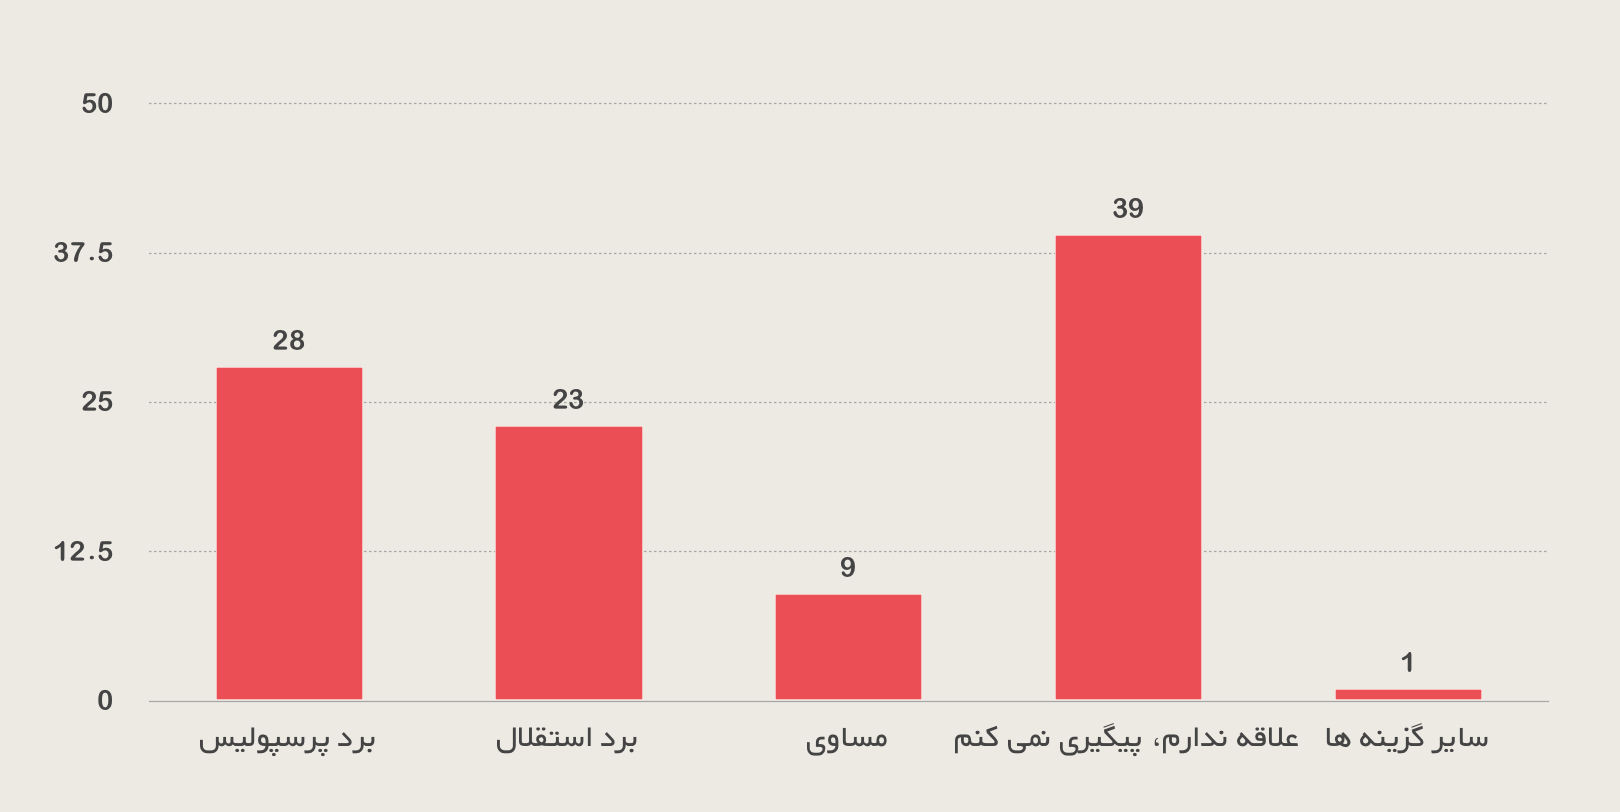 50
37.5
25
12.5
0
28
23
9
39
1
برد پرسپولیس
برد استقلال
مساوی
علاقه ندارم، پیگیری نمی کنم
سایر گزینه ها